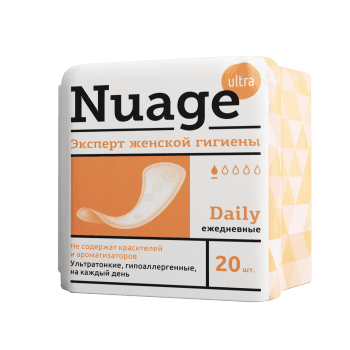 ultra
Nuage
Эксперт женской гигиены
Daily
ежедневные
Не содержат красителей
и ароматизаторов
Ультратонкие, гипоаллергенные,
на каждый день
20 шт.